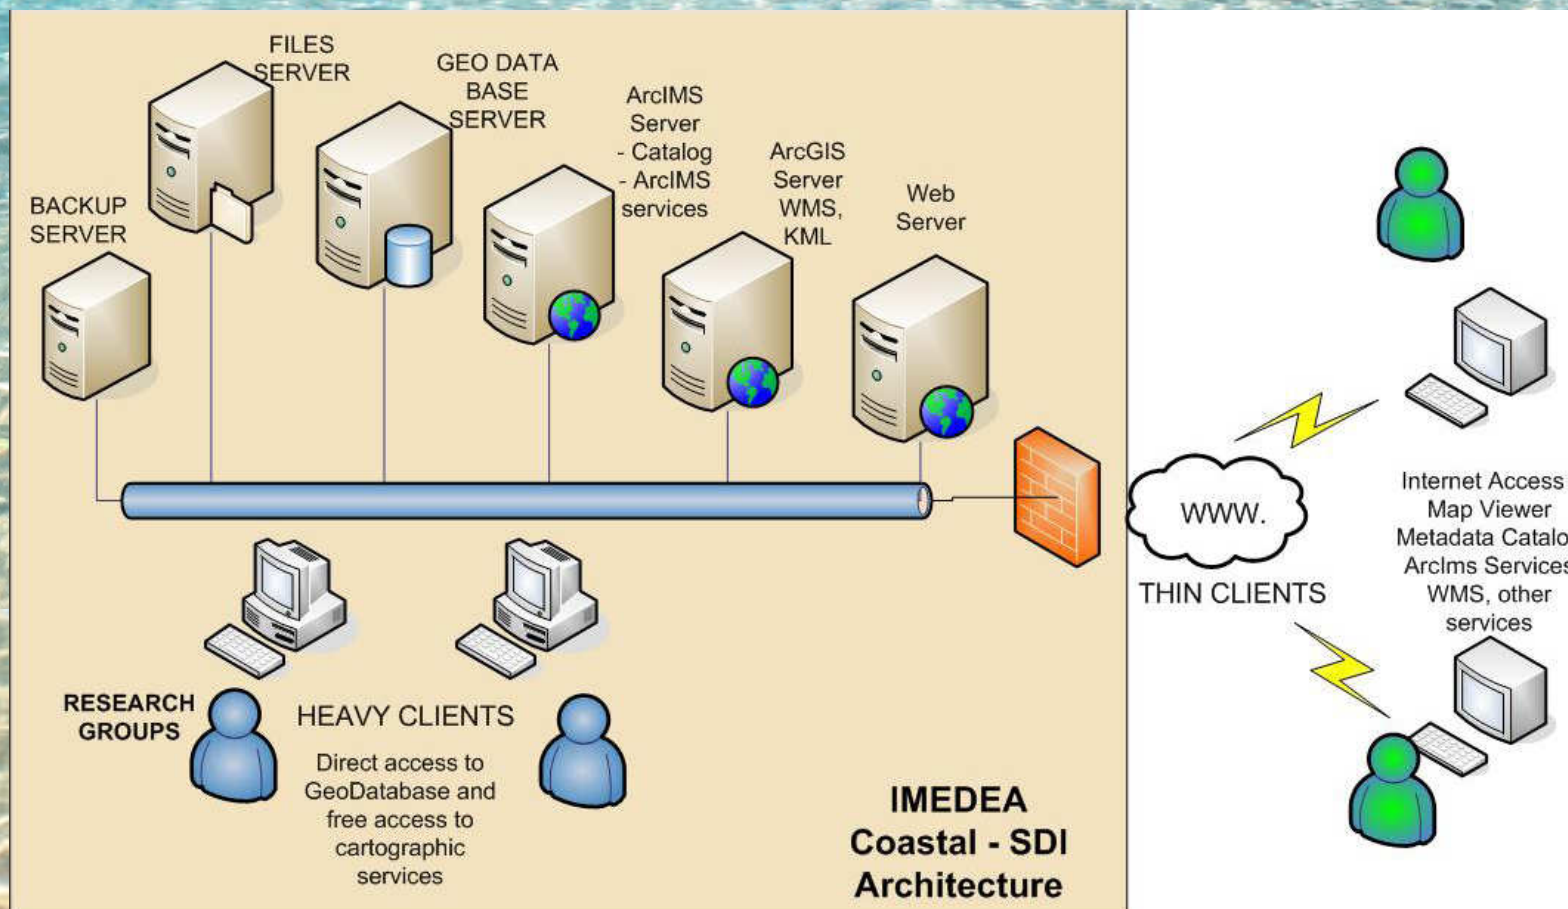 FILES
SERVER
GEO DATA
BASE
SERVER
ArcIMS
Server
- Catalog
- ArcIMS
services
ArcGIS
Server
WMS,
KML
Web
Server
BACKUP
SERVER
WWW.
THIN CLIENTS
Internet Access
Map Viewer
Metadata Catalo
ArcIms Services
WMS, other
services
RESEARCH
GROUPS
HEAVY CLIENTS
Direct access to
GeoDatabase and
free access to
cartographic
services
IMEDEA
Coastal - SDI
Architecture